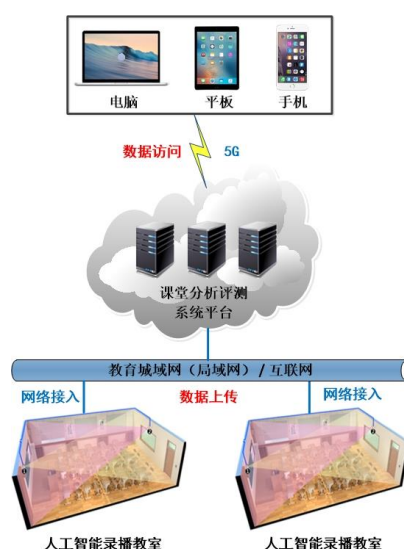 电脑 平板 手机
数据访问 5G
课堂分析评测
系统平台
教育城域网（局域网）/ 互联网
网络接入 数据上传 网络接入
人工智能录播教室 人工智能录播教室